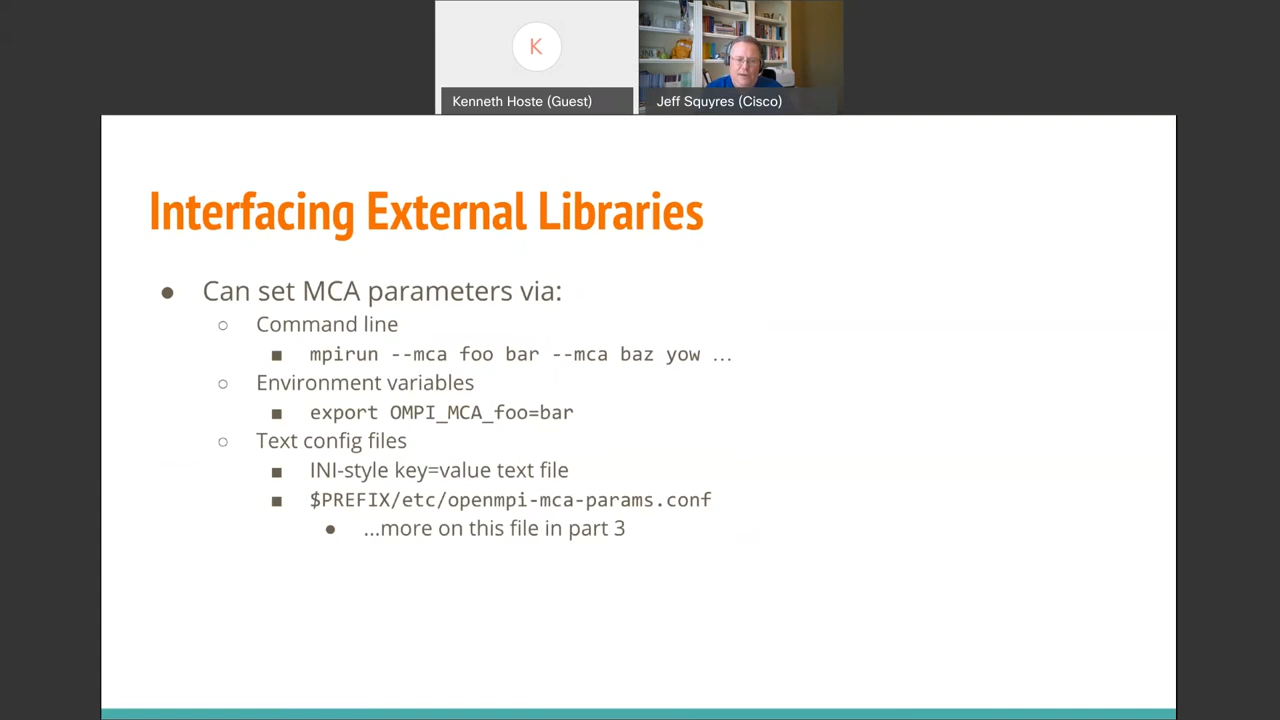 K
Kenneth Hoste (Guest)
Jeff Squyres (Cisco)
Interfacing External Libraries
● Can set MCA parameters via:
○ Command line
■ mpirun --mca foo bar --mca baz yow …
○ Environment variables
■ export OMPI_MCA_foo=bar
○ Text config files
■ INI-style key=value text file
■ $PREFIX/etc/openmpi-mca-params.conf
● ...more on this file in part 3